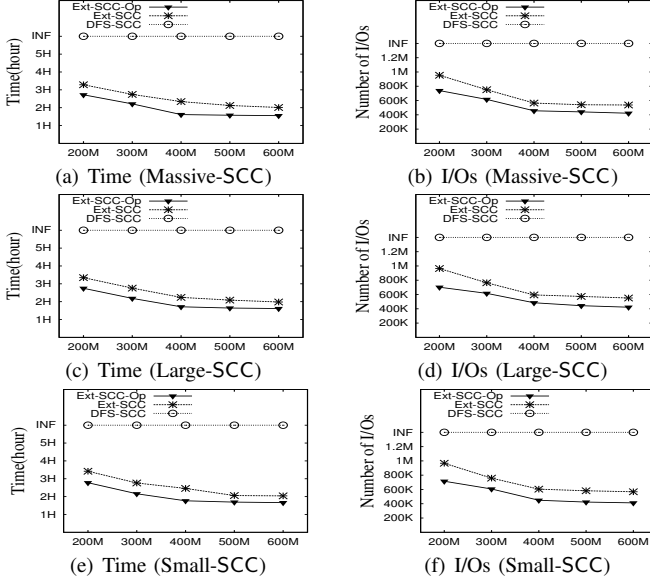 Ext-SCC-Op
Ext-SCC
DFS-SCC
Time(hour)
INF
5H
4H
3H
2H
1H
200M 300M 400M 500M 600M
(a) Time (Massive-SCC)
Ext-SCC-Op
Ext-SCC
DFS-SCC
Number of I/Os
INF
1.2M
1M
800K
600K
400K
200K
200M 300M 400M 500M 600M
(b) I/Os (Massive-SCC)
Ext-SCC-Op
Ext-SCC
DFS-SCC
Time(hour)
INF
5H
4H
3H
2H
1H
200M 300M 400M 500M 600M
(c) Time (Large-SCC)
Ext-SCC-Op
Ext-SCC
DFS-SCC
Number of I/Os
INF
1.2M
1M
800K
600K
400K
200K
200M 300M 400M 500M 600M
(d) I/Os (Large-SCC)
Ext-SCC-Op
Ext-SCC
DFS-SCC
Time(hour)
INF
5H
4H
3H
2H
1H
200M 300M 400M 500M 600M
(e) Time (Small-SCC)
Ext-SCC-Op
Ext-SCC
DFS-SCC
Number of I/Os
INF
1.2M
1M
800K
600K
400K
200K
200M 300M 400M 500M 600M
(f) I/Os (Small-SCC)